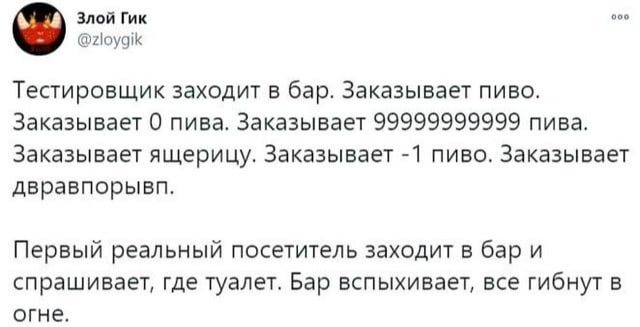 Злой Гик
@zloygik
Тестировщик заходит в бар. Заказывает пиво.
Заказывает 0 пива. Заказывает 99999999999 пива.
Заказывает ящерицу. Заказывает -1 пиво. Заказывает
двравпорывп.
Первый реальный посетитель заходит в бар и
спрашивает, где туалет. Бар вспыхивает, все гибнут в
огне.